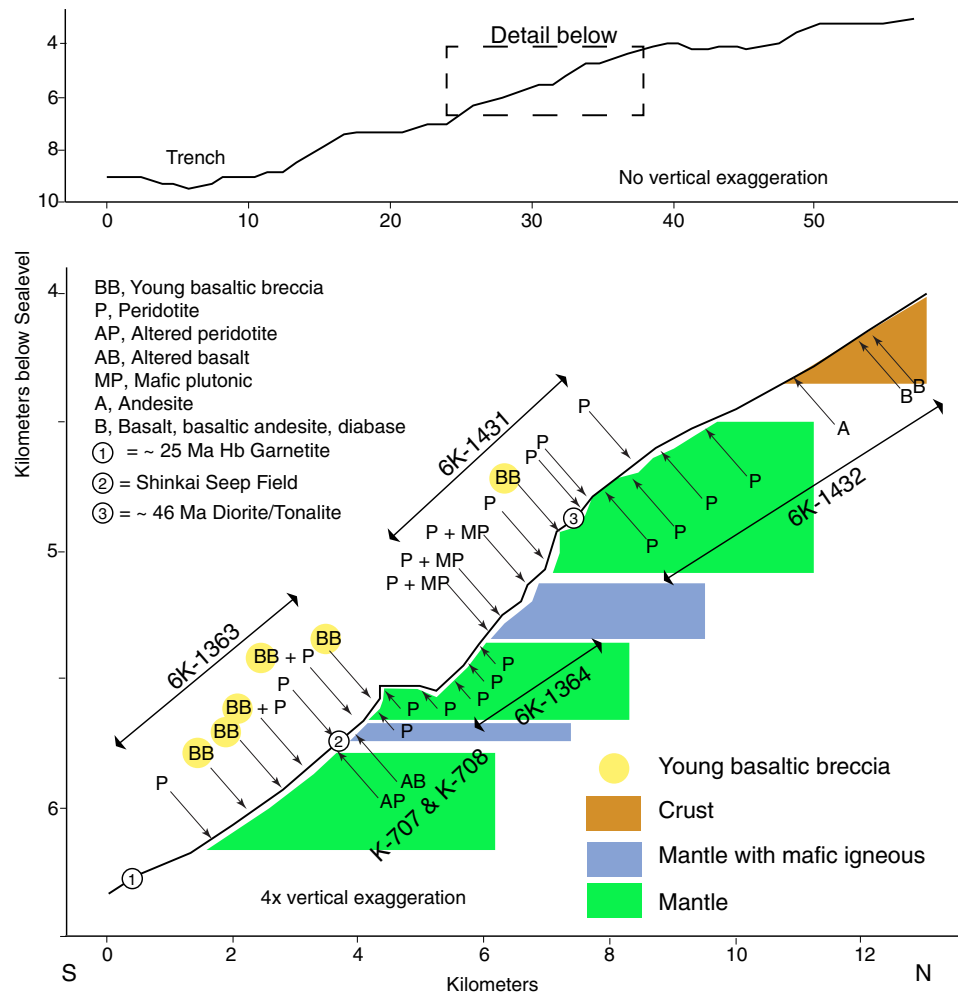 4
6
8
10
Detail below
Trench
No vertical exaggeration
0
10
20
30
40
50
Kilometers below Sealevel
4
5
6
BB, Young basaltic breccia
P, Peridotite
AP, Altered peridotite
AB, Altered basalt
MP, Mafic plutonic
A, Andesite
B, Basalt, basaltic andesite, diabase
1 = ~ 25 Ma Hb Garnetite
2 = Shinkai Seep Field
3 = ~ 46 Ma Diorite/Tonalite
6K-1431
P
P
P
BB
P
P + MP
P + MP
P + MP
3
B
B
A
6K-1432
P
P
P
P
6K-1363
BB
BB + P
P
BB + P
BB
BB
P
P
P
P
P
P
P
6K-1364
2
AB
AP
K-707 & K-708
1
4x vertical exaggeration
Young basaltic breccia
Crust
Mantle with mafic igneous
Mantle
0
2
4
6
8
10
12
S
Kilometers
N